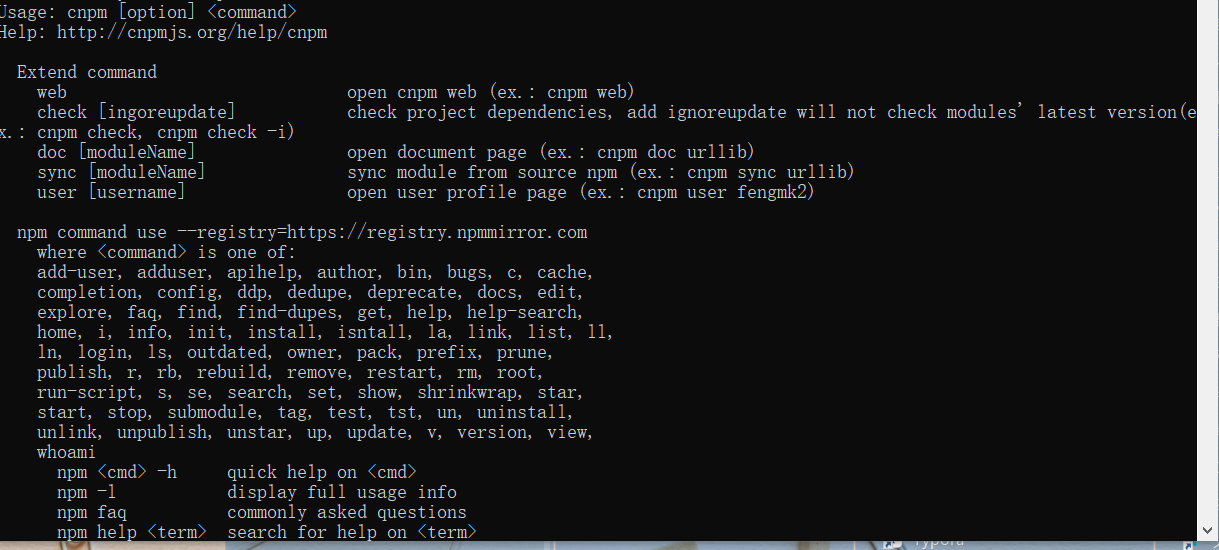 Usage: cnpm [option] <command>
Help: http://cnpmjs.org/help/cnpm
Extend command
web open cnpm web (ex.: cnpm web)
check [ingoreupdate] check project dependencies, add ignoreupdate will not check modules' latest version(e
x.: cnpm check, cnpm check -i)
doc [moduleName] open document page (ex.: cnpm doc urllib)
sync [moduleName] sync module from source npm (ex.: cnpm sync urllib)
user [username] open user profile page (ex.: cnpm user fengmk2)
npm command use --registry=https://registry.npmmirror.com
where <command> is one of:
add-user, adduser, apihelp, author, bin, bugs, c, cache,
completion, config, ddp, dedupe, deprecate, docs, edit,
explore, faq, find, find-dupes, get, help, help-search,
home, i, info, init, install, isntall, la, link, list, ll,
ln, login, ls, outdated, owner, pack, prefix, prune,
publish, r, rb, rebuild, remove, restart, rm, root,
run-script, s, se, search, set, show, shrinkwrap, star,
start, stop, submodule, tag, test, tst, un, uninstall,
unlink, unpublish, unstar, up, update, v, version, view,
whoami
npm <cmd> -h quick help on <cmd>
npm -l display full usage info
npm faq commonly asked questions
npm help <term> search for help on <term>
Typora